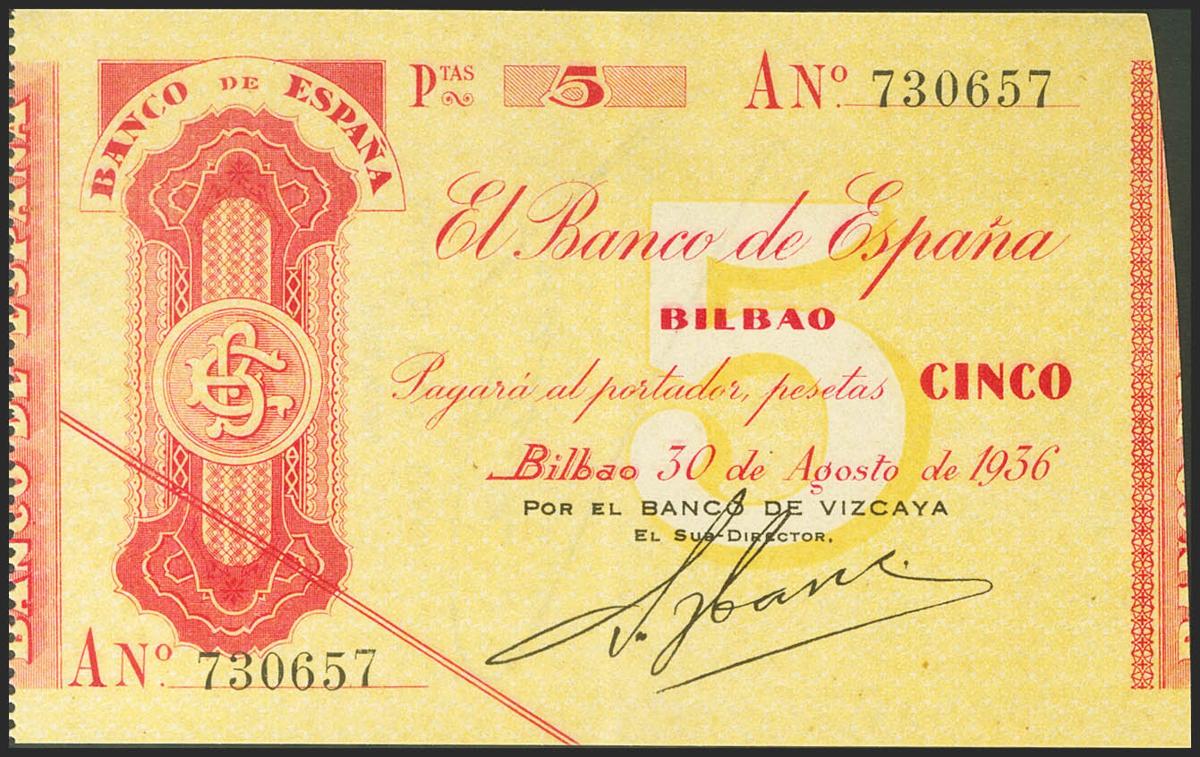 BANCO DE ESPAÑA
PTAS 5
A Nº. 730657
El Banco de España
BILBAO
Pagará al portador, pesetas CINCO
5
Bilbao 30 de Agosto de 1936
POR EL BANCO DE VIZCAYA
EL SUB-DIRECTOR,
A Nº. 730657
BANCO DE ESPAÑA